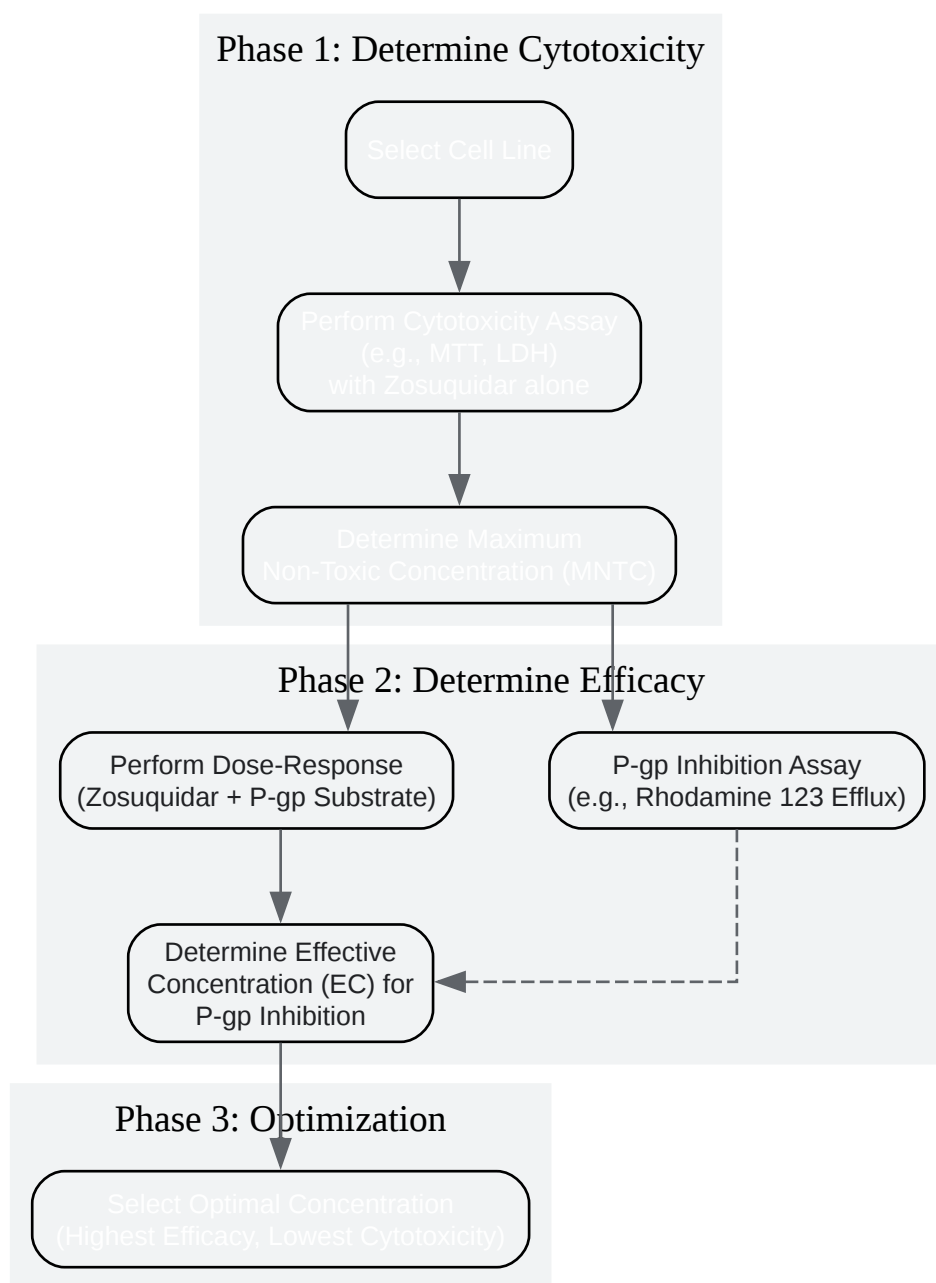 Phase 1: Determine Cytotoxicity
Select Cell Line
Perform Cytotoxicity Assay
(e.g., MTT, LDH)
with Zosuquidar alone
Determine Maximum
Non-Toxic Concentration (MNTC)
Phase 2: Determine Efficacy
Perform Dose-Response
(Zosuquidar + P-gp Substrate)
P-gp Inhibition Assay
(e.g., Rhodamine 123 Efflux)
Determine Effective
Concentration (EC) for
P-gp Inhibition
Phase 3: Optimization
Select Optimal Concentration
(Highest Efficacy, Lowest Cytotoxicity)